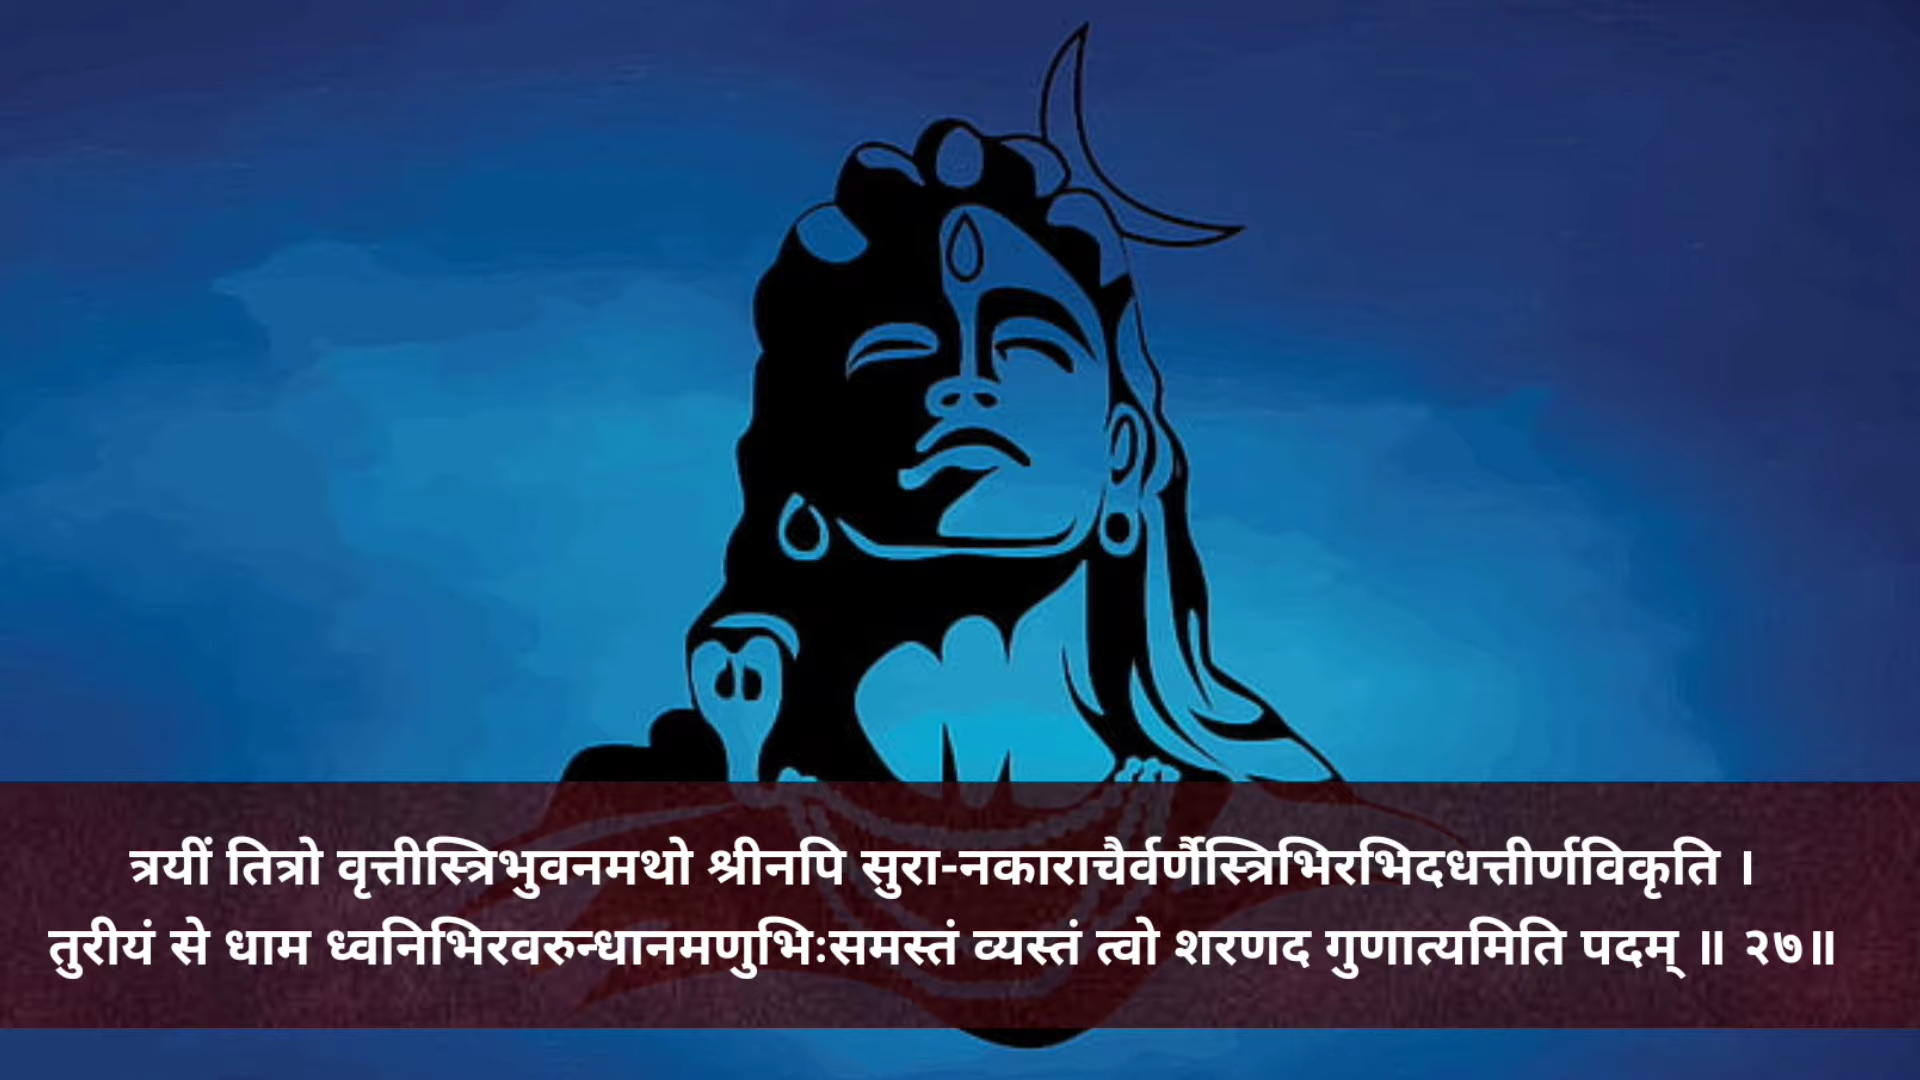 त्रयीं तित्रो वृत्तीस्त्रिभुवनमथो श्रीनपि सुरा-नकाराचैर्वर्णैस्त्रिभिरभिदधत्तीर्णविकृति ।
तुरीयं से धाम ध्वनिभिरवरुन्धानमणुभिःसमस्तं व्यस्तं त्वो शरणद गुणात्यमिति पदम् ॥ २७॥